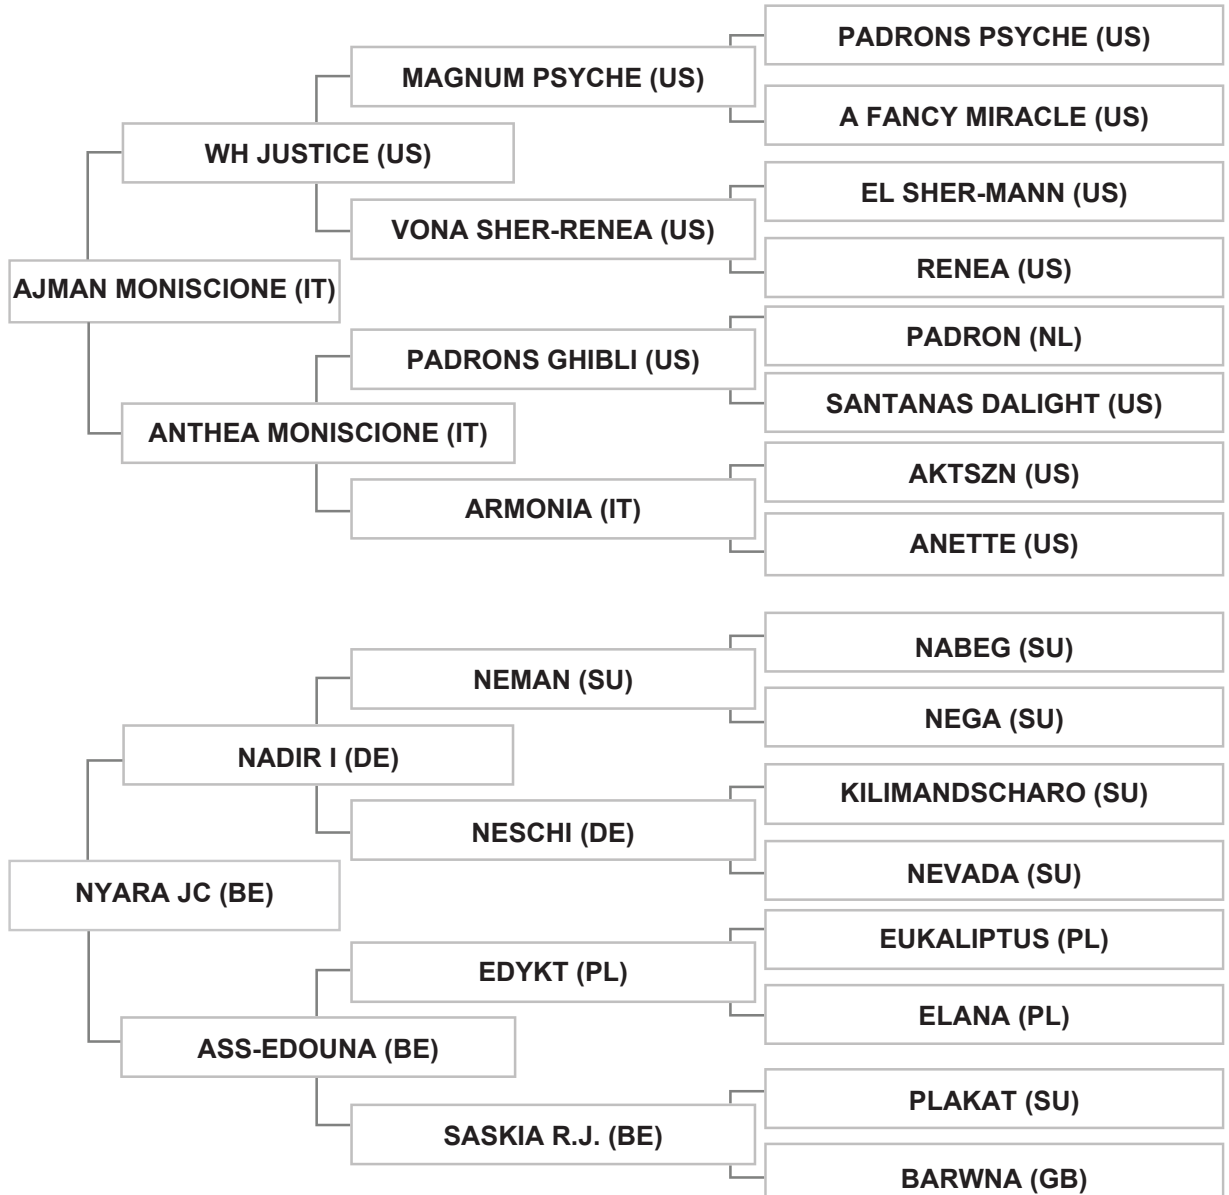 PADRONS PSYCHE (US)
MAGNUM PSYCHE (US)
A FANCY MIRACLE (US)
WH JUSTICE (US)
EL SHER-MANN (US)
VONA SHER-RENEA (US)
RENEA (US)
AJMAN MONISCIONE (IT)
PADRON (NL)
PADRONS GHIBLI (US)
SANTANAS DALIGHT (US)
ANTHEA MONISCIONE (IT)
AKTSZN (US)
ARMONIA (IT)
ANETTE (US)
NABEG (SU)
NEMAN (SU)
NEGA (SU)
NADIR I (DE)
KILIMANDSCHARO (SU)
NESCHI (DE)
NEVADA (SU)
NYARA JC (BE)
EUKALIPTUS (PL)
EDYKT (PL)
ELANA (PL)
ASS-EDOUNA (BE)
PLAKAT (SU)
SASKIA R.J. (BE)
BARWNA (GB)